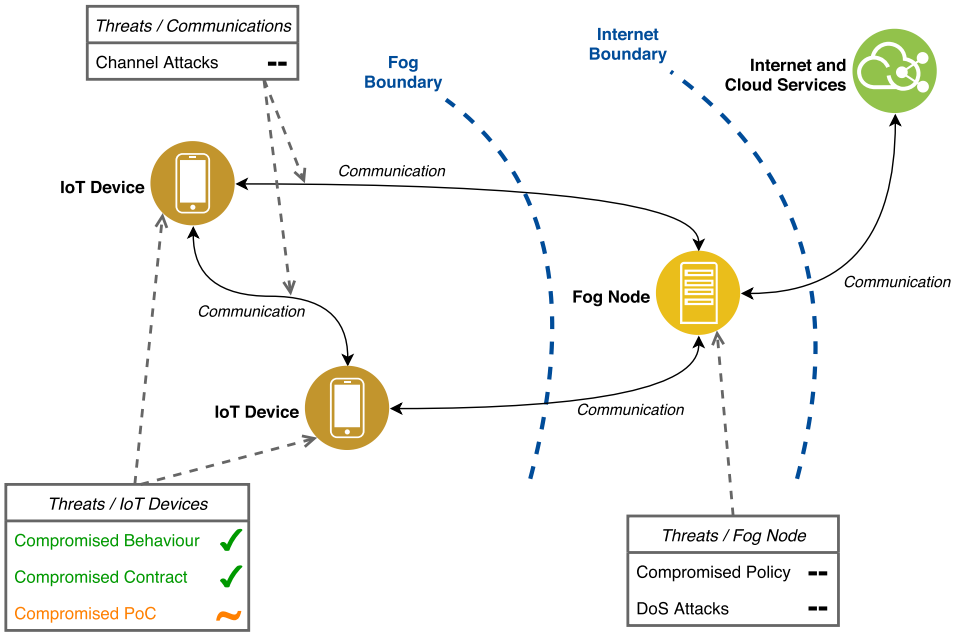 Threats / Communications
Channel Attacks --
Fog
Boundary
Internet
Boundary
Internet and
Cloud Services
IoT Device
Communication
Communication
Fog Node
Communication
IoT Device
Communication
Threats / IoT Devices
Compromised Behaviour ✓
Compromised Contract ✓
Compromised PoC ~
Threats / Fog Node
Compromised Policy --
DoS Attacks --